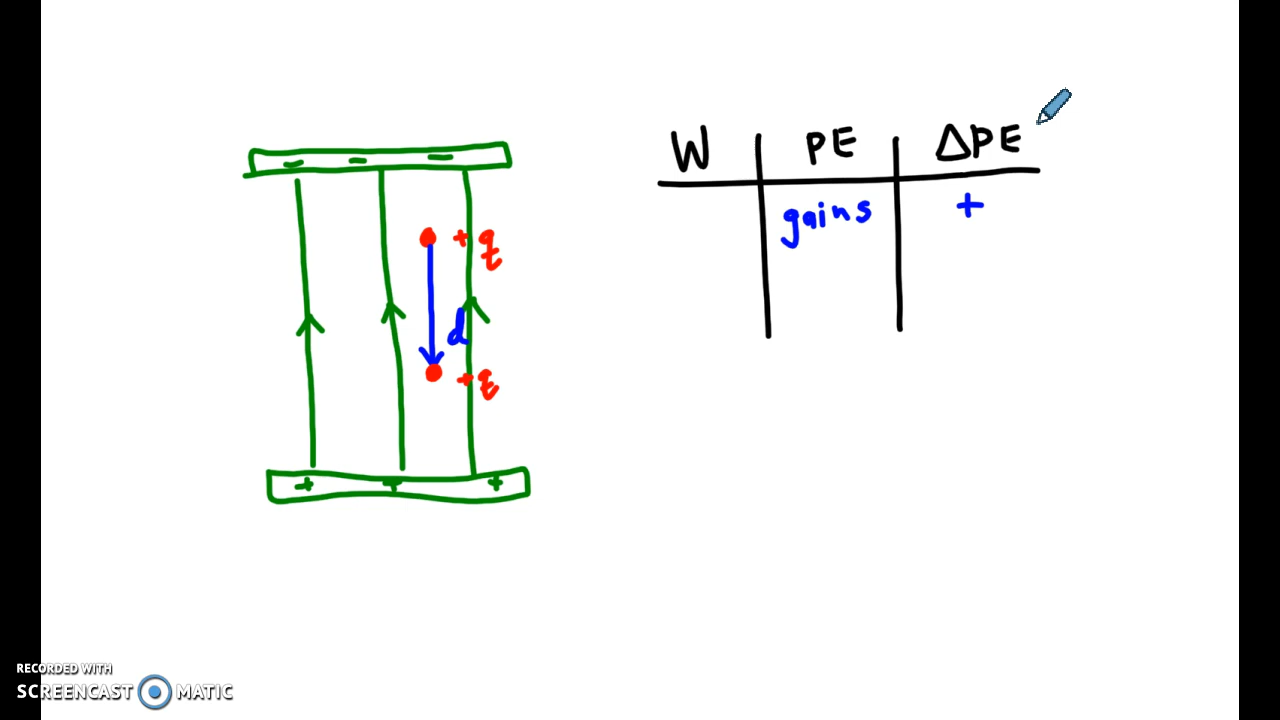 - - -
W PE ΔPE
gains +
+q
d
+q
+ + +
RECORDED WITH
SCREENCAST MATIC